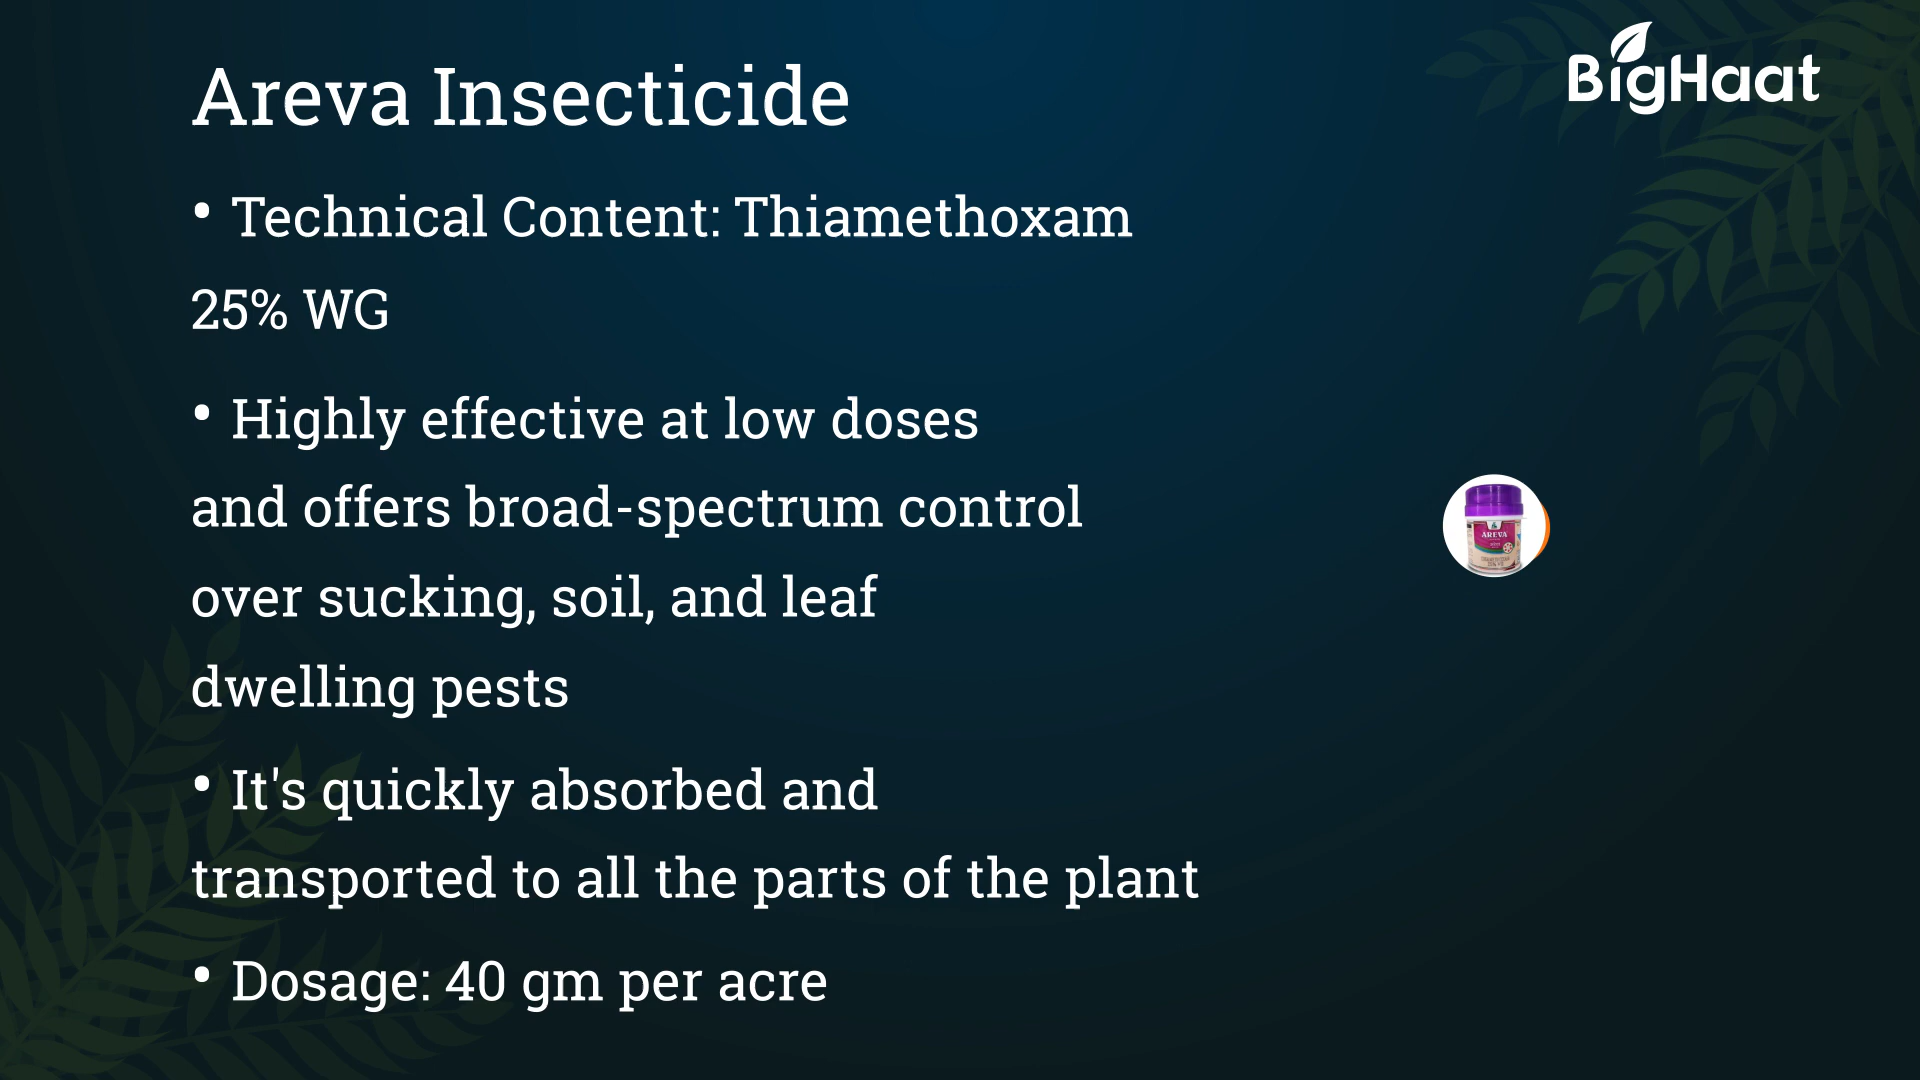 BigHaat
Areva Insecticide
• Technical Content: Thiamethoxam
25% WG
• Highly effective at low doses
and offers broad-spectrum control
over sucking, soil, and leaf
dwelling pests
• It's quickly absorbed and
transported to all the parts of the plant
• Dosage: 40 gm per acre
AREVA